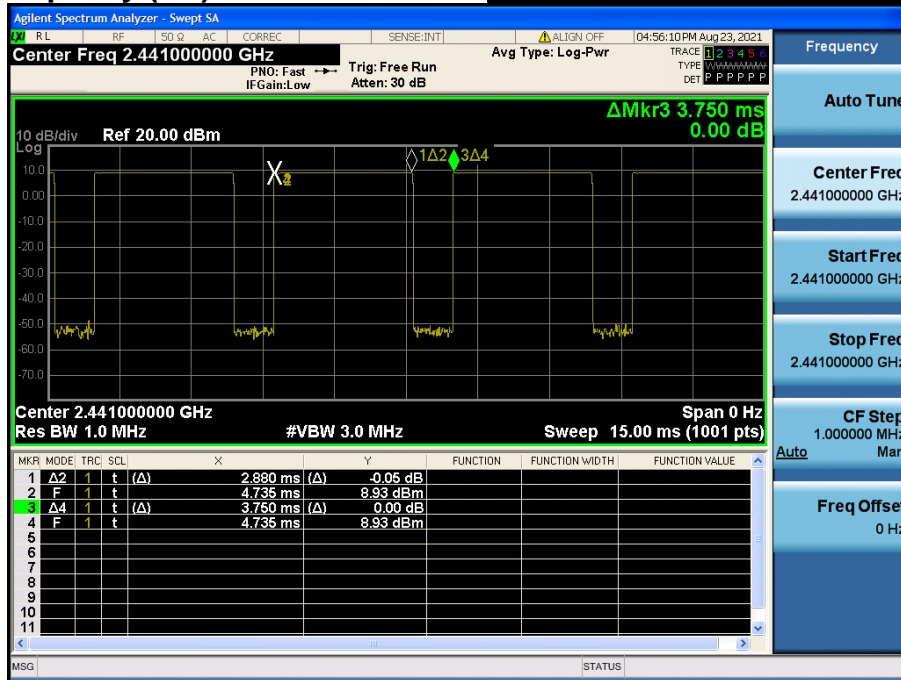 Agilent Spectrum Analyzer - Swept SA
LXI RL RF 50 Ω AC CORREC SENSE:INT ALIGN OFF 04:56:10 PM Aug 23, 2021
Center Freq 2.441000000 GHz
PNO: Fast
IFGain:Low
Trig: Free Run
Atten: 30 dB
Avg Type: Log-Pwr
TRACE 1 2 3 4 5 6
TYPE
DET P P P P P P
ΔMkr3 3.750 ms
0.00 dB
10 dB/div Ref 20.00 dBm
Log
10.0
0.00
-10.0
-20.0
-30.0
-40.0
-50.0
-60.0
-70.0
X 2
1Δ2 3Δ4
Center 2.441000000 GHz Span 0 Hz
Res BW 1.0 MHz #VBW 3.0 MHz Sweep 15.00 ms (1001 pts)
MKR MODE TRC SCL X Y FUNCTION FUNCTION WIDTH FUNCTION VALUE
1 Δ2 1 t (Δ) 2.880 ms (Δ) -0.05 dB
2 F 1 t 4.735 ms 8.93 dBm
3 Δ4 1 t (Δ) 3.750 ms (Δ) 0.00 dB
4 F 1 t 4.735 ms 8.93 dBm
5
6
7
8
9
10
11
MSG STATUS
Frequency
Auto Tune
Center Freq
2.441000000 GHz
Start Freq
2.441000000 GHz
Stop Freq
2.441000000 GHz
CF Step
1.000000 MHz
Auto Man
Freq Offset
0 Hz